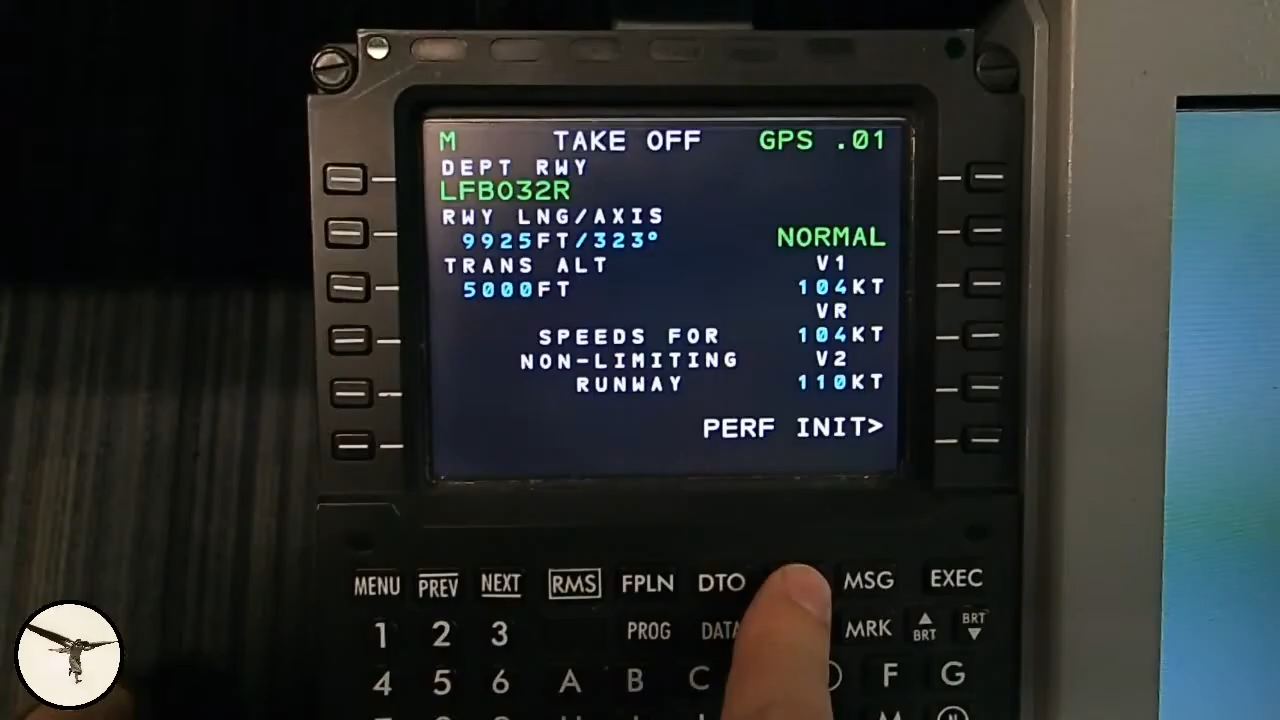 M TAKE OFF GPS .01
DEPT RWY
LFBO32R
RWY LNG/AXIS
9925FT/323° NORMAL
TRANS ALT V1
5000FT 104KT
VR
SPEEDS FOR 104KT
NON-LIMITING V2
RUNWAY 110KT
PERF INIT>
MENU PREV NEXT RMS FPLN DTO MSG EXEC
1 2 3 PROG DATA MRK BRT BRT
4 5 6 A B C F G
M N